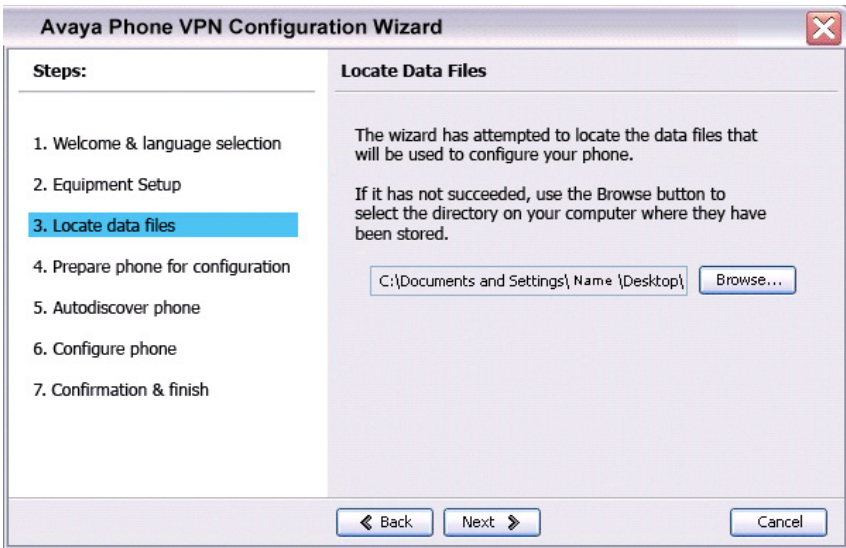 Avaya Phone VPN Configuration Wizard
Steps:
1. Welcome & language selection
2. Equipment Setup
3. Locate data files
4. Prepare phone for configuration
5. Autodiscover phone
6. Configure phone
7. Confirmation & finish
Locate Data Files
The wizard has attempted to locate the data files that
will be used to configure your phone.
If it has not succeeded, use the Browse button to
select the directory on your computer where they have
been stored.
C:\Documents and Settings\ Name \Desktop\
Browse...
Back
Next
Cancel